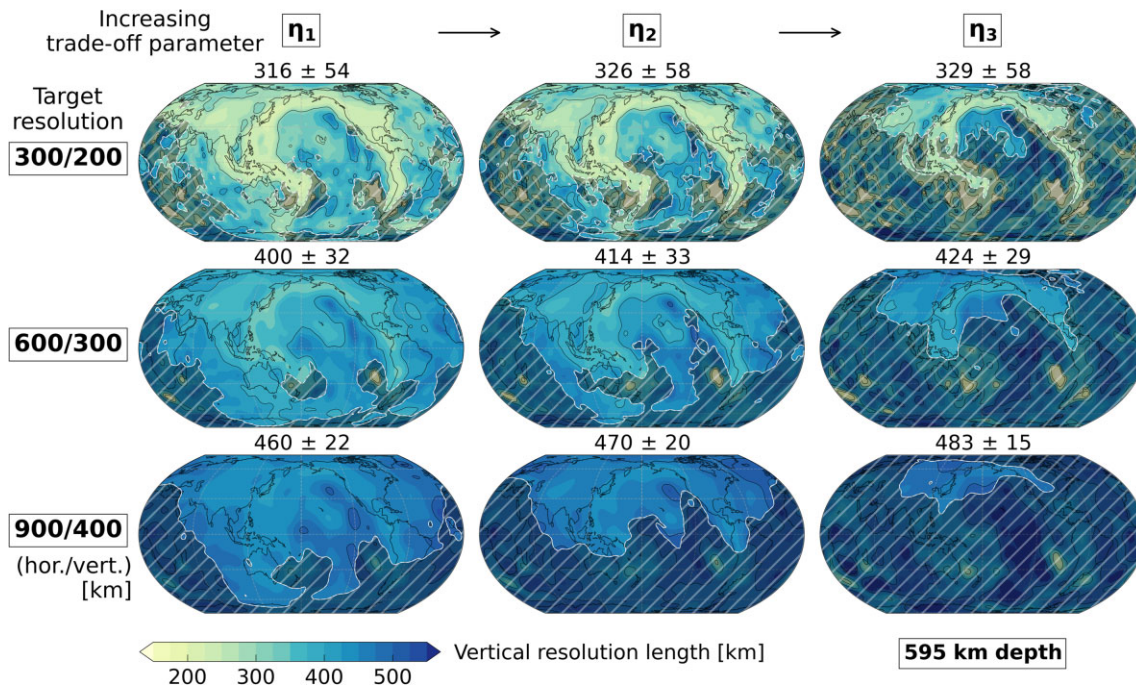 Increasing
trade-off parameter
η1 → η2 → η3
316 ± 54 326 ± 58 329 ± 58
Target
resolution
300/200
400 ± 32 414 ± 33 424 ± 29
600/300
460 ± 22 470 ± 20 483 ± 15
900/400
(hor./vert.)
[km]
200 300 400 500
Vertical resolution length [km]
595 km depth